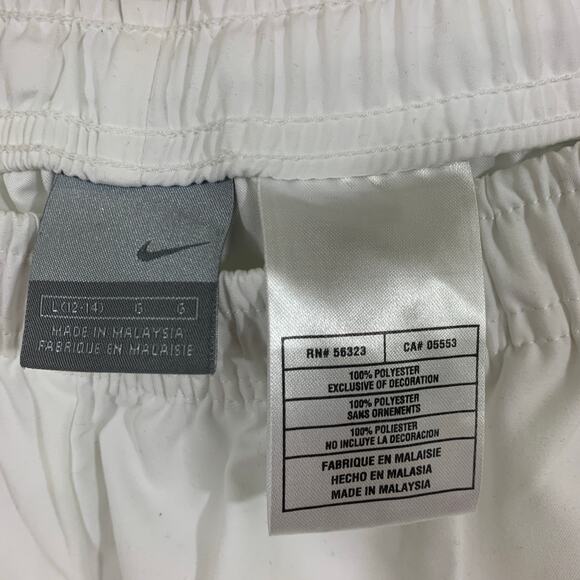 L(12-14) G G
MADE IN MALAYSIA
FABRIQUE EN MALAISIE
RN# 56323 CA# 05553
100% POLYESTER
EXCLUSIVE OF DECORATION
100% POLYESTER
SANS ORNEMENTS
100% POLIESTER
NO INCLUYE LA DECORACION
FABRIQUE EN MALAISIE
HECHO EN MALASIA
MADE IN MALAYSIA